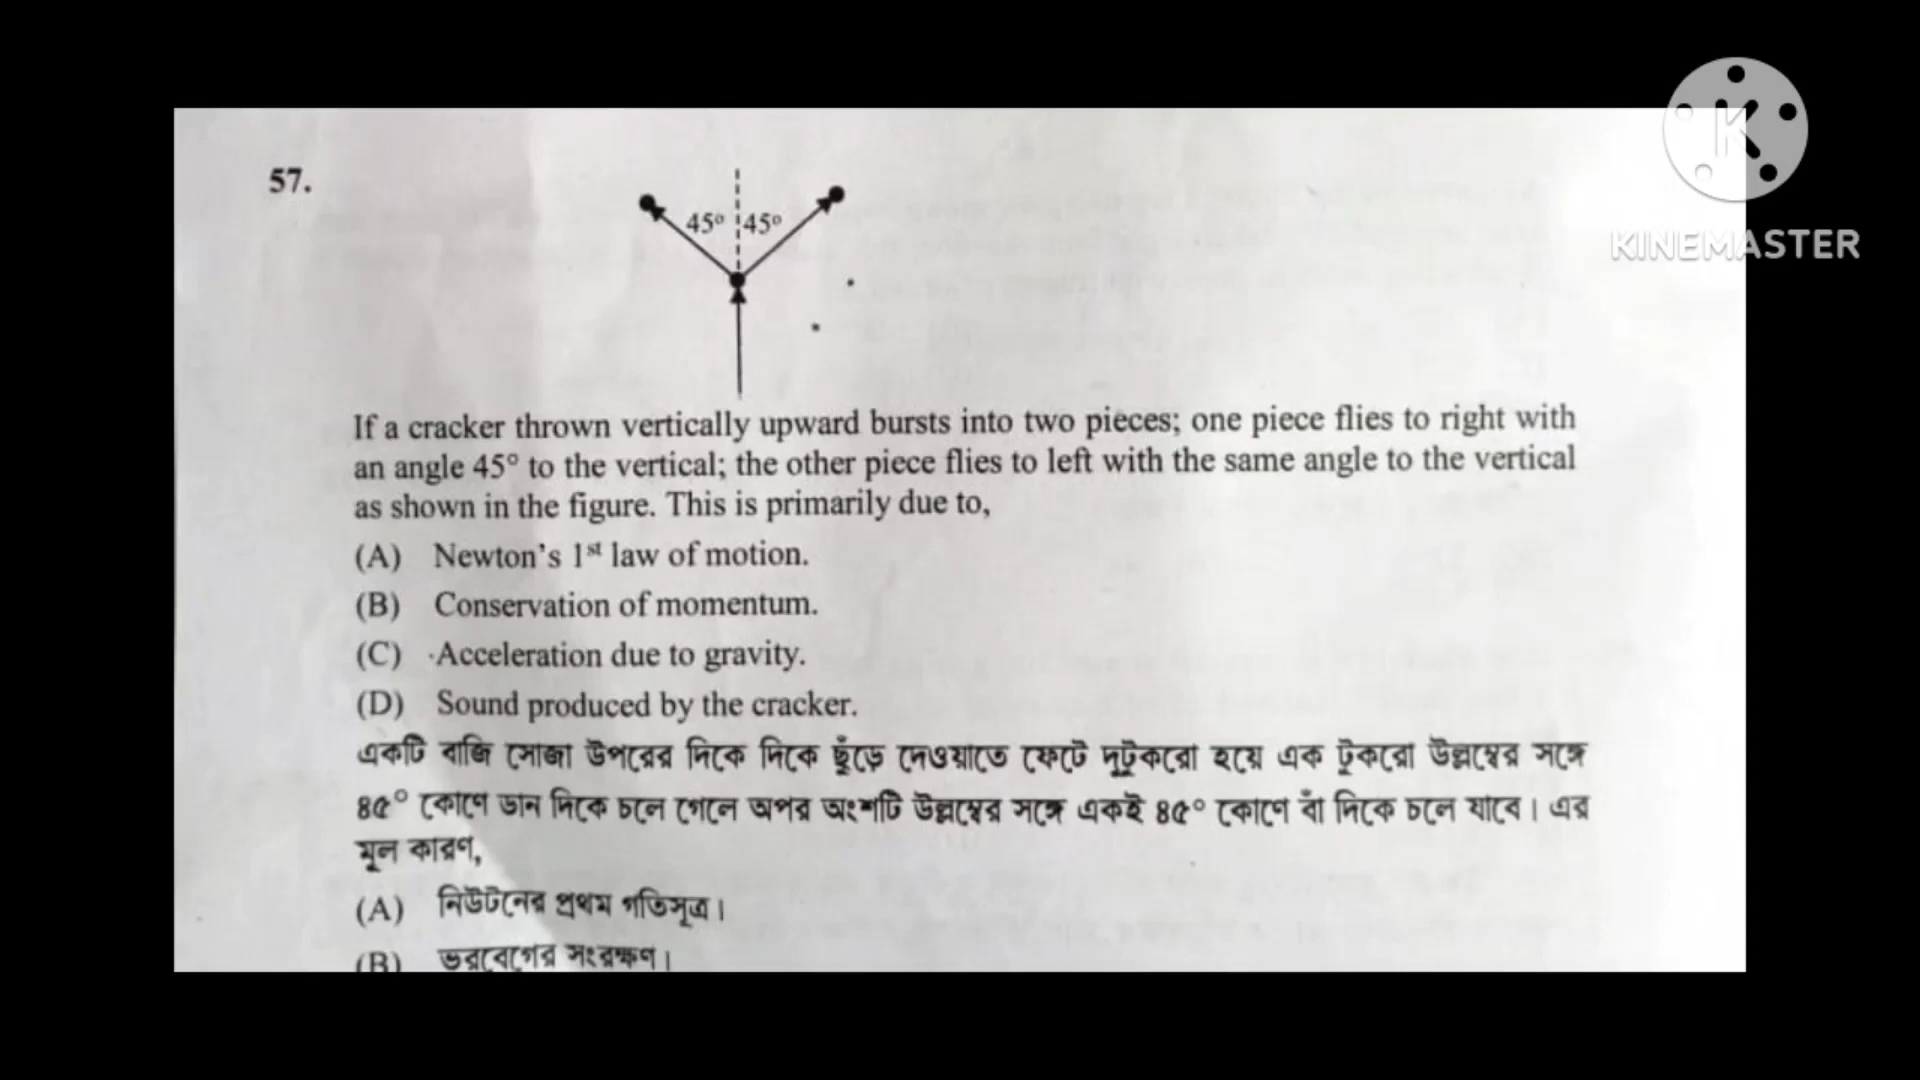 57.
45° 45°
If a cracker thrown vertically upward bursts into two pieces; one piece flies to right with
an angle 45° to the vertical; the other piece flies to left with the same angle to the vertical
as shown in the figure. This is primarily due to,
(A) Newton's 1st law of motion.
(B) Conservation of momentum.
(C) Acceleration due to gravity.
(D) Sound produced by the cracker.
একটি বাজি সোজা উপরের দিকে দিকে ছুঁড়ে দেওয়াতে ফেটে দুটুকরো হয়ে এক টুকরো উল্লম্বের সঙ্গে
৪৫° কোণে ডান দিকে চলে গেলে অপর অংশটি উল্লম্বের সঙ্গে একই ৪৫° কোণে বাঁ দিকে চলে যাবে। এর
মূল কারণ,
(A) নিউটনের প্রথম গতিসূত্র।
(B) ভরবেগের সংরক্ষণ।
K
KINEMASTER